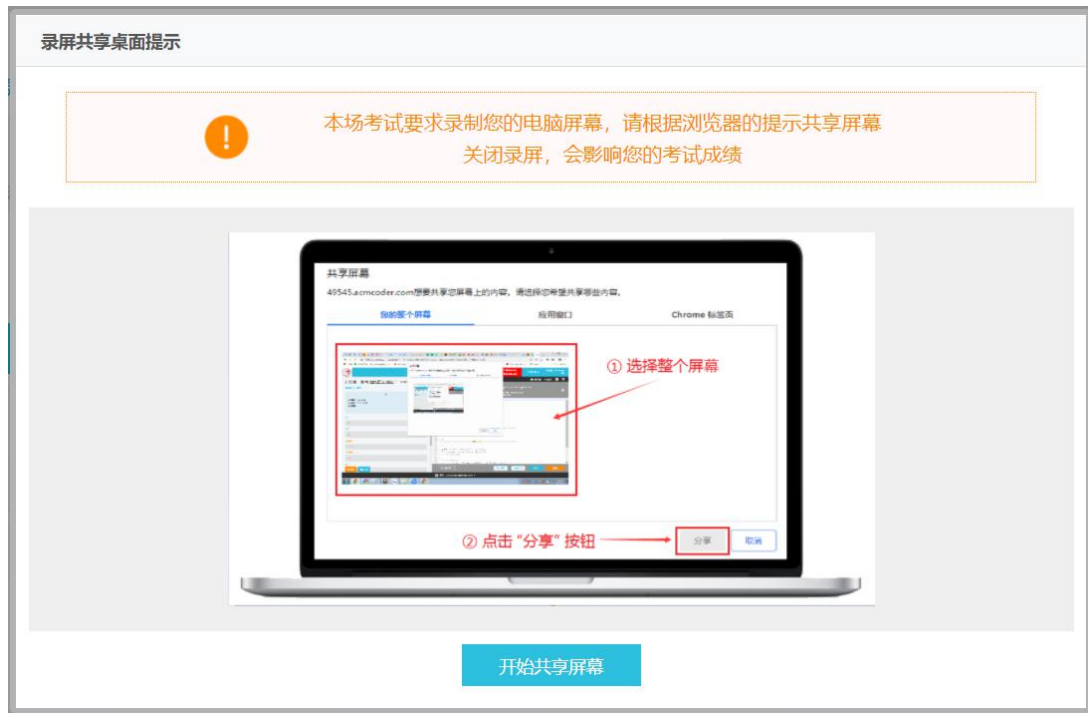 录屏共享桌面提示
本场考试要求录制您的电脑屏幕，请根据浏览器的提示共享屏幕
关闭录屏，会影响您的考试成绩
共享屏幕
49545.acmcoder.com想要共享您屏幕上的内容。请选择您希望共享哪些内容。
您的整个屏幕 应用窗口 Chrome 标签页
① 选择整个屏幕
② 点击 “分享” 按钮
分享 取消
开始共享屏幕